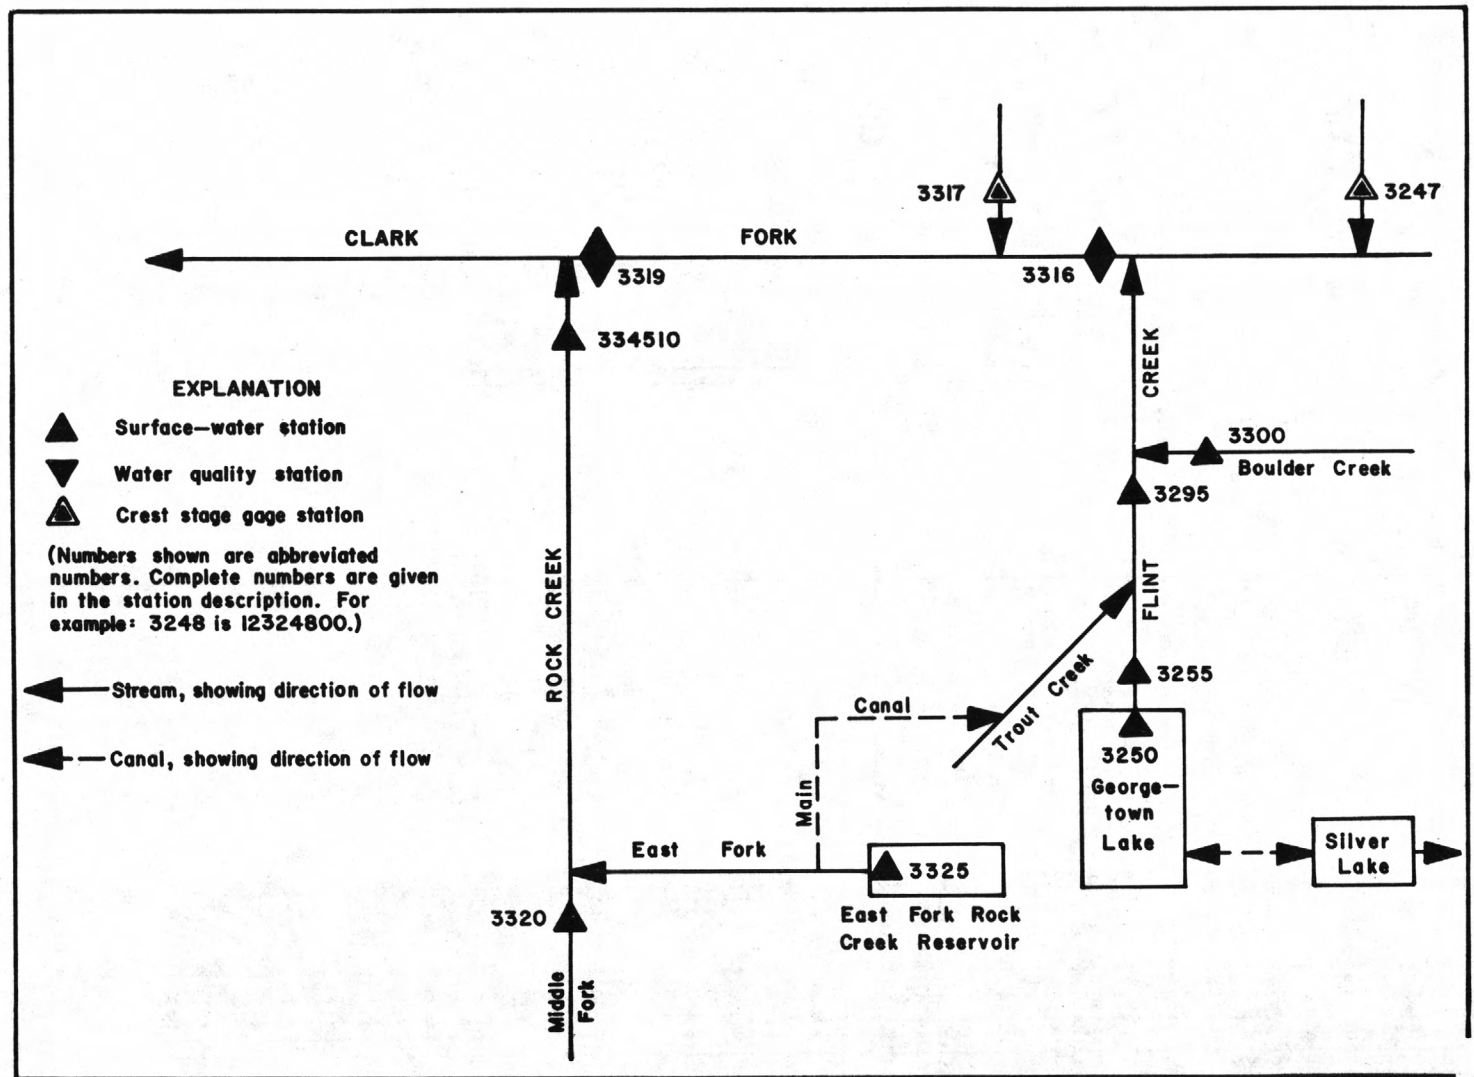 3317
3247
CLARK FORK
3319
3316
334510
CREEK
EXPLANATION
Surface-water station
Water quality station
Crest stage gage station
(Numbers shown are abbreviated
numbers. Complete numbers are given
in the station description. For
example: 3248 is 12324800.)
Stream, showing direction of flow
Canal, showing direction of flow
3300
Boulder Creek
3295
ROCK CREEK
FLINT
3255
Trout Creek
Canal
Main
3250
George-
town
Lake
Silver
Lake
East Fork
3325
East Fork Rock
Creek Reservoir
3320
Middle
Fork